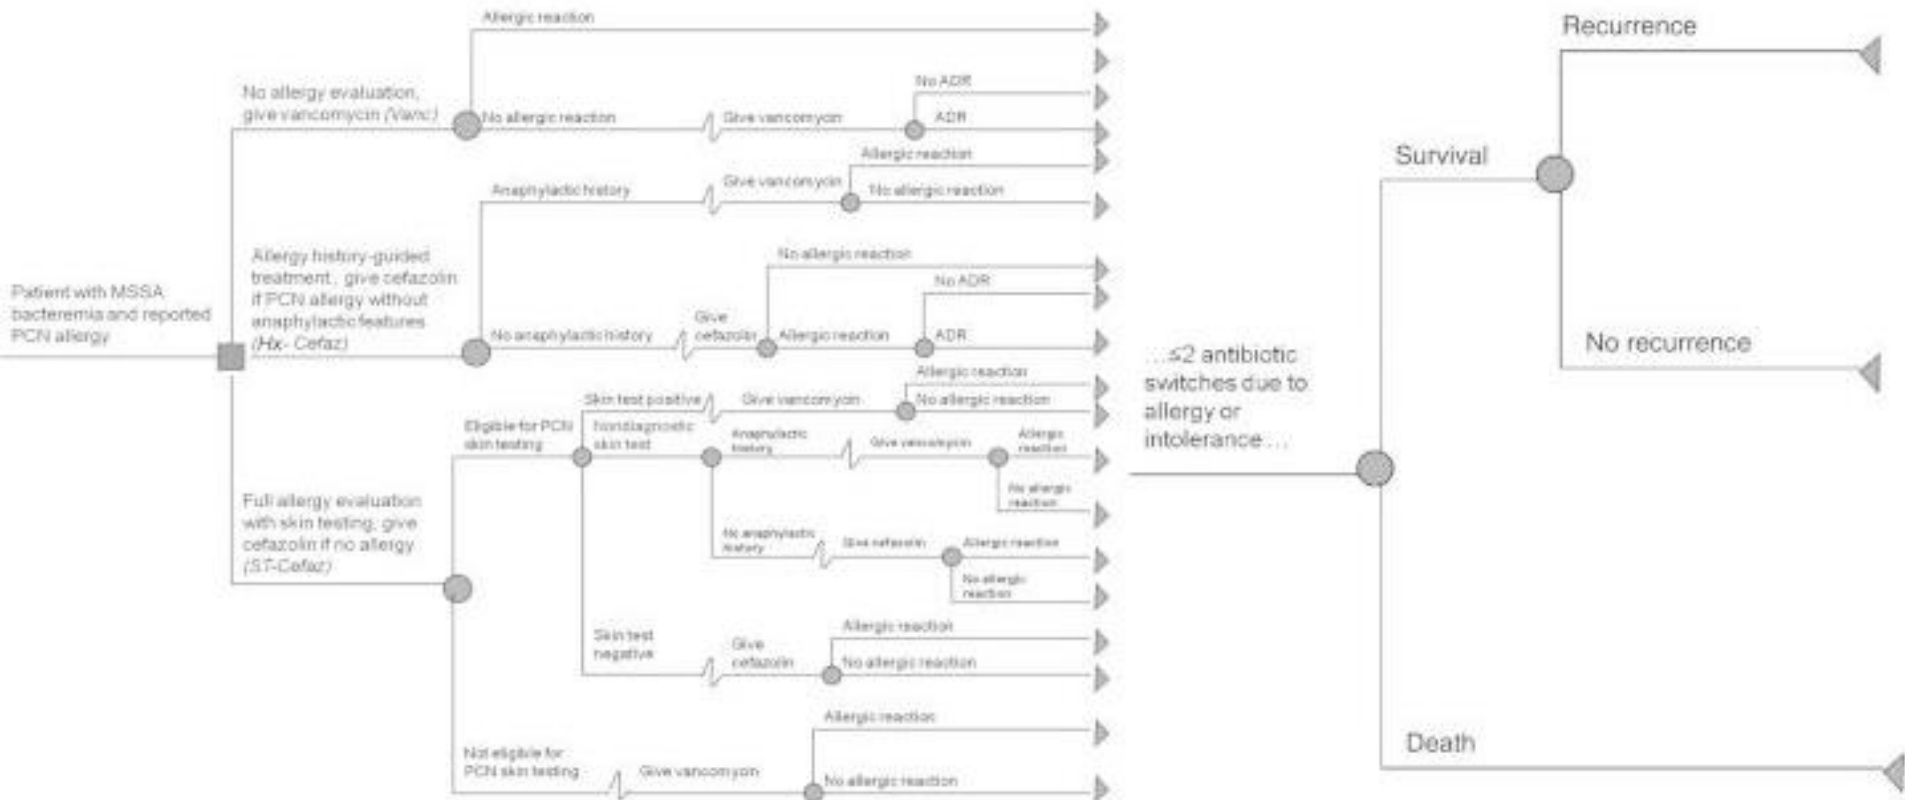 Patient with MSSA
bacteremia and reported
PCN allergy
No allergy evaluation,
give vancomycin (Vanc)
Allergic reaction
No allergic reaction
Give vancomycin
No ADR
ADR
Allergy history-guided
treatment, give cefazolin
if PCN allergy without
anaphylactic features
(Hx- Cefaz)
Anaphylactic history
Give vancomycin
Allergic reaction
No allergic reaction
No anaphylactic history
Give
cefazolin
No allergic reaction
Allergic reaction
No ADR
ADR
Full allergy evaluation
with skin testing, give
cefazolin if no allergy
(ST-Cefaz)
Eligible for PCN
skin testing
Skin test positive
Give vancomycin
Allergic reaction
No allergic reaction
Nondiagnostic
skin test
Anaphylactic
history
Give vancomycin
Allergic
reaction
No allergic
reaction
No anaphylactic
history
Give cefazolin
Allergic reaction
No allergic
reaction
Skin test
negative
Give
cefazolin
Allergic reaction
No allergic reaction
Not eligible for
PCN skin testing
Give vancomycin
Allergic reaction
No allergic reaction
...≤2 antibiotic
switches due to
allergy or
intolerance ...
Survival
Recurrence
No recurrence
Death